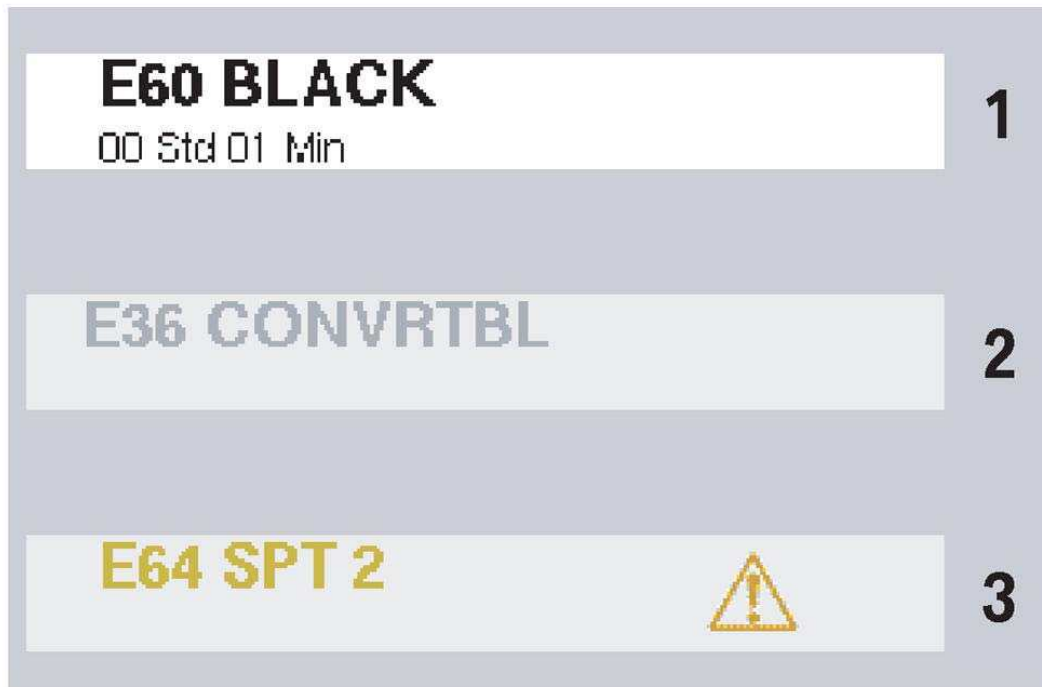 E60 BLACK
00 Std 01 Min
1
E36 CONVRTBL
2
E64 SPT 2
3